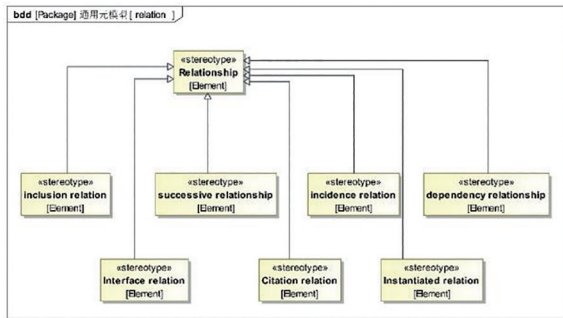 bdd [Package] 通用元模型[ relation ]
«stereotype»
Relationship
[Element]
«stereotype»
inclusion relation
[Element]
«stereotype»
successive relationship
[Element]
«stereotype»
incidence relation
[Element]
«stereotype»
dependency relationship
[Element]
«stereotype»
Interface relation
[Element]
«stereotype»
Citation relation
[Element]
«stereotype»
Instantiated relation
[Element]